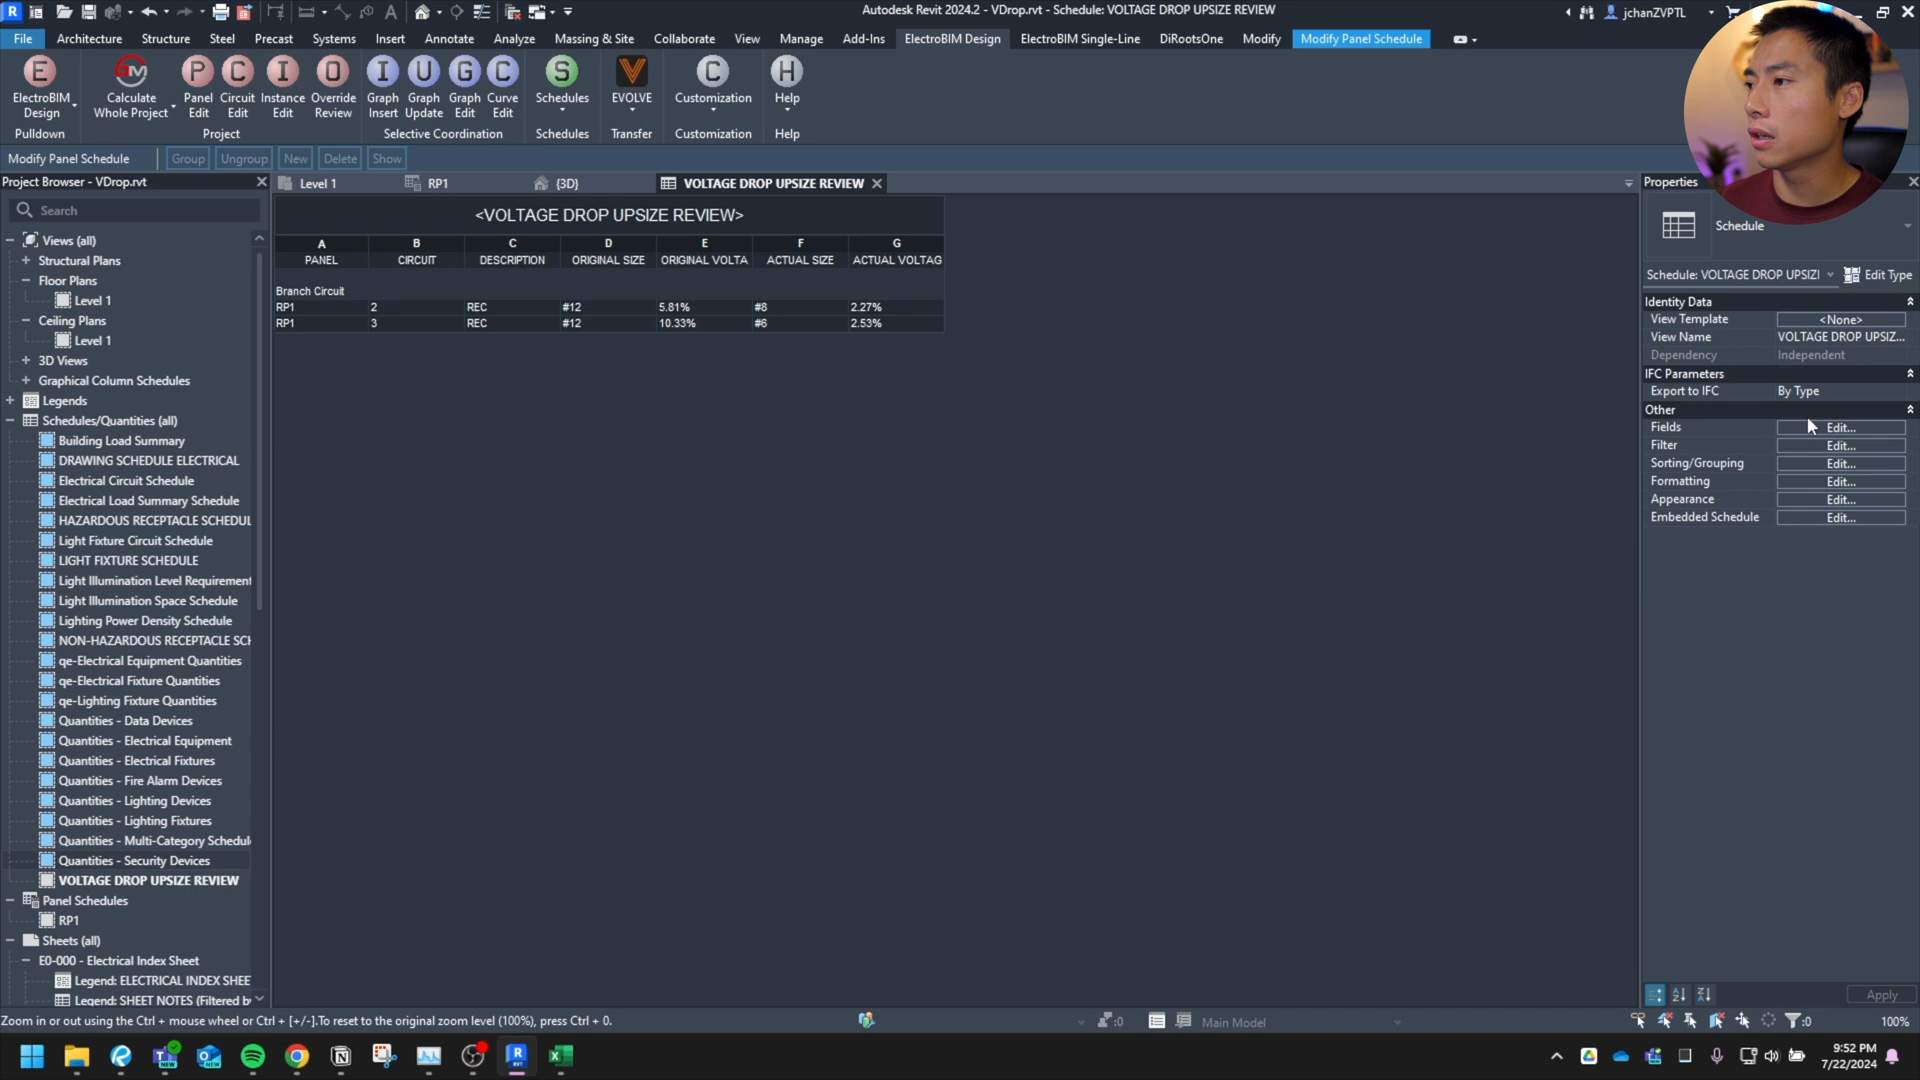 Autodesk Revit 2024.2 - VDrop.rvt - Schedule: VOLTAGE DROP UPSIZE REVIEW
jchanZVPTL
File Architecture Structure Steel Precast Systems Insert Annotate Analyze Massing & Site Collaborate View Manage Add-Ins ElectroBIM Design ElectroBIM Single-Line DiRootsOne Modify Modify Panel Schedule
E P C I O I U G C S C H
ElectroBIM Design
Calculate Whole Project
Panel Edit
Circuit Edit
Instance Edit
Override Review
Graph Insert
Graph Update
Graph Edit
Curve Edit
Schedules
EVOLVE
Customization
Help
Pulldown Project Selective Coordination Schedules Transfer Customization Help
Modify Panel Schedule Group Ungroup New Delete Show
Project Browser - VDrop.rvt
Search
Views (all)
Structural Plans
Floor Plans
Level 1
Ceiling Plans
Level 1
3D Views
Graphical Column Schedules
Legends
Schedules/Quantities (all)
Building Load Summary
DRAWING SCHEDULE ELECTRICAL
Electrical Circuit Schedule
Electrical Load Summary Schedule
HAZARDOUS RECEPTACLE SCHEDUL
Light Fixture Circuit Schedule
LIGHT FIXTURE SCHEDULE
Light Illumination Level Requirement
Light Illumination Space Schedule
Lighting Power Density Schedule
NON-HAZARDOUS RECEPTACLE SCH
qe-Electrical Equipment Quantities
qe-Electrical Fixture Quantities
qe-Lighting Fixture Quantities
Quantities - Data Devices
Quantities - Electrical Equipment
Quantities - Electrical Fixtures
Quantities - Fire Alarm Devices
Quantities - Lighting Devices
Quantities - Lighting Fixtures
Quantities - Multi-Category Schedul
Quantities - Security Devices
VOLTAGE DROP UPSIZE REVIEW
Panel Schedules
RP1
Sheets (all)
E0-000 - Electrical Index Sheet
Legend: ELECTRICAL INDEX SHEE
Legend: SHEET NOTES (Filtered by
Level 1 RP1 {3D} VOLTAGE DROP UPSIZE REVIEW
<VOLTAGE DROP UPSIZE REVIEW>
A B C D E F G
PANEL CIRCUIT DESCRIPTION ORIGINAL SIZE ORIGINAL VOLTA ACTUAL SIZE ACTUAL VOLTAG
Branch Circuit
RP1 2 REC #12 5.81% #8 2.27%
RP1 3 REC #12 10.33% #6 2.53%
Properties
Schedule
Schedule: VOLTAGE DROP UPSIZI Edit Type
Identity Data
View Template <None>
View Name VOLTAGE DROP UPSIZ...
Dependency Independent
IFC Parameters
Export to IFC By Type
Other
Fields Edit...
Filter Edit...
Sorting/Grouping Edit...
Formatting Edit...
Appearance Edit...
Embedded Schedule Edit...
Apply
Zoom in or out using the Ctrl + mouse wheel or Ctrl + [+/-].To reset to the original zoom level (100%), press Ctrl + 0.
:0 Main Model :0 100%
9:52 PM
7/22/2024